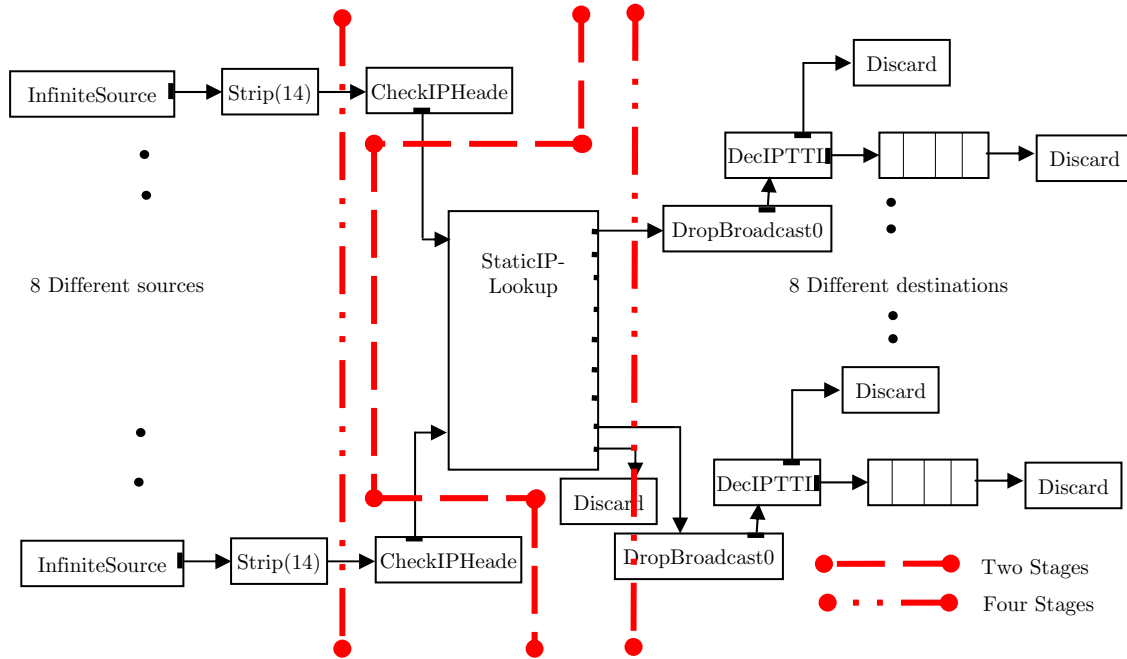 Discard
InfiniteSource
Strip(14)
CheckIPHeade
DecIPTTL
Discard
DropBroadcast0
StaticIP-
Lookup
8 Different sources
8 Different destinations
Discard
DecIPTTL
Discard
Discard
InfiniteSource
Strip(14)
CheckIPHeade
DropBroadcast0
Two Stages
Four Stages